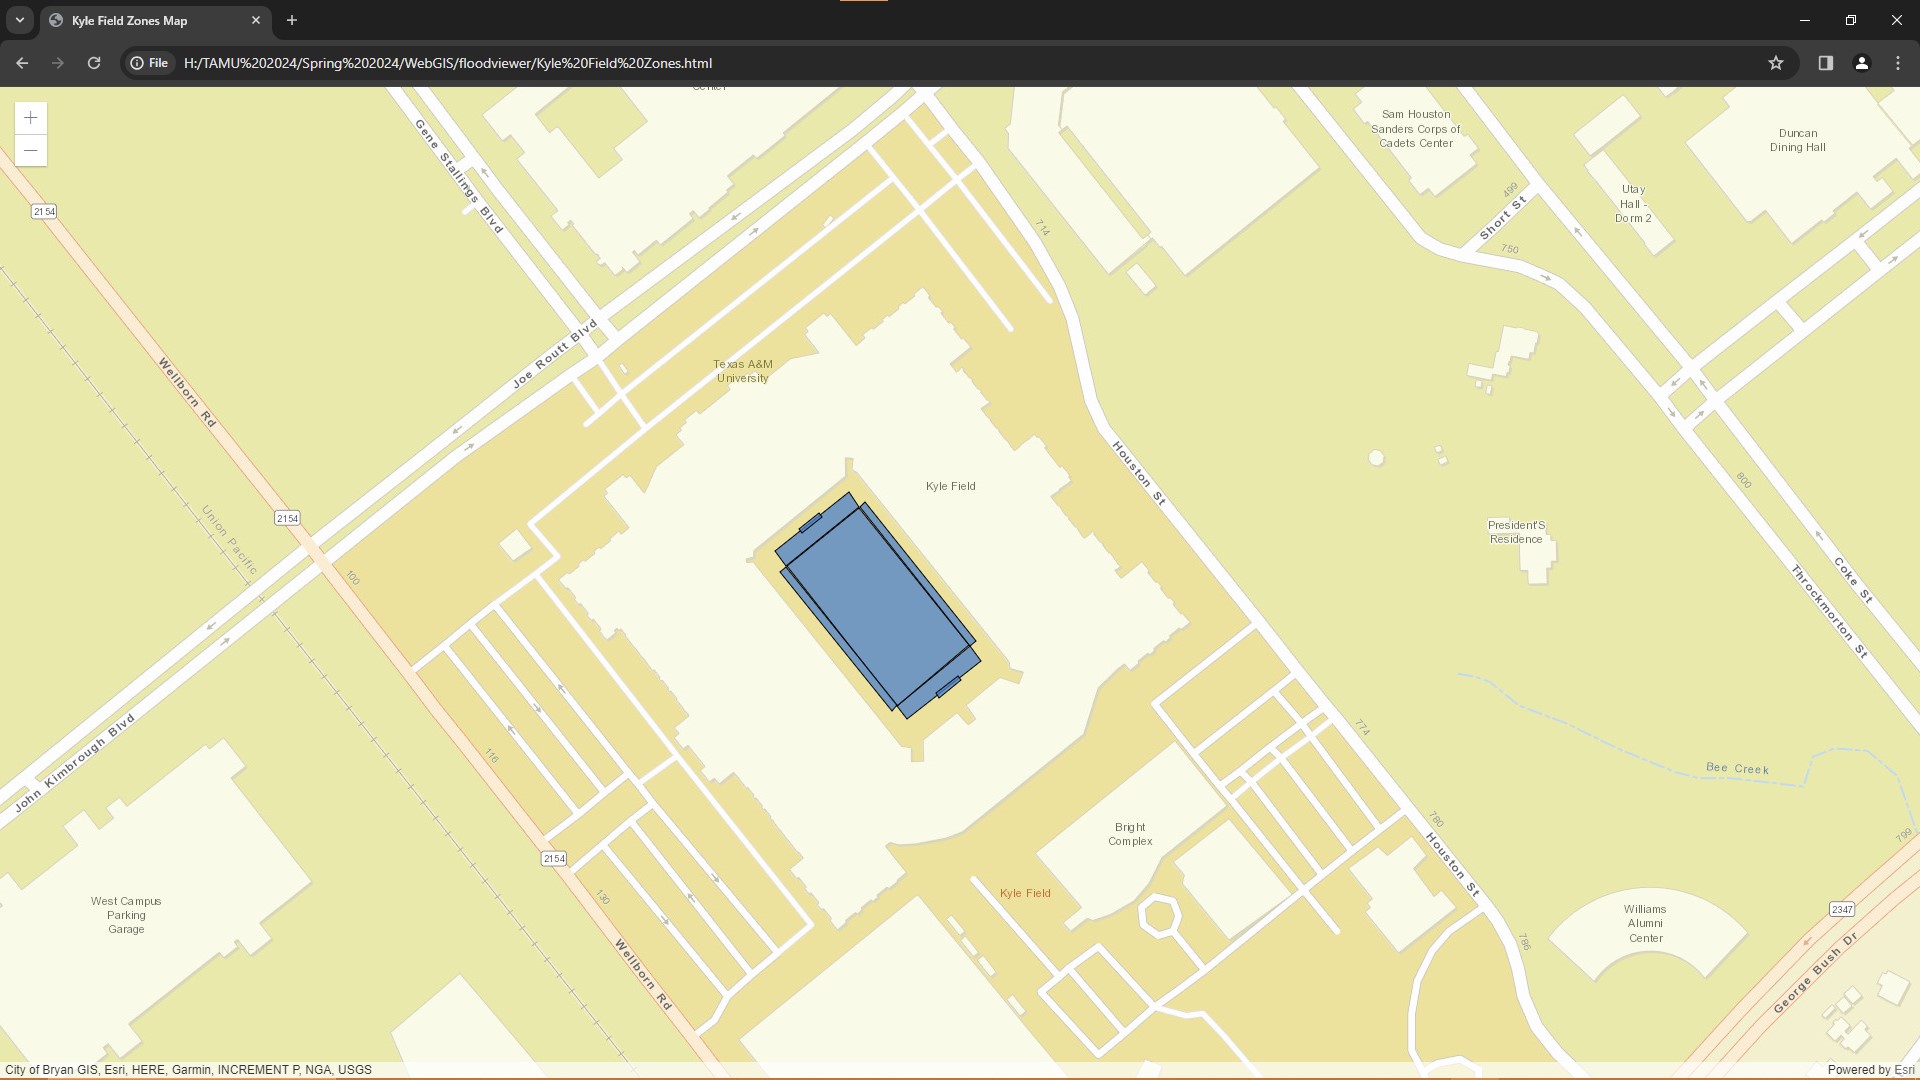 Kyle Field Zones Map
File
H:/TAMU%202024/Spring%202024/WebGIS/floodviewer/Kyle%20Field%20Zones.html
Center
Gene Stallings Blvd
Sam Houston
Sanders Corps of
Cadets Center
Duncan
Dining Hall
Utay
Hall -
Dorm 2
499
Short St
750
714
2154
Wellborn Rd
Joe Routt Blvd
Texas A&M
University
Kyle Field
Houston St
800
President'S
Residence
Coke St
Throckmorton St
Union Pacific
2154
100
John Kimbrough Blvd
116
774
Bee Creek
780
799
Bright
Complex
Houston St
2154
130
Kyle Field
West Campus
Parking
Garage
Williams
Alumni
Center
2347
786
George Bush Dr
Wellborn Rd
City of Bryan GIS, Esri, HERE, Garmin, INCREMENT P, NGA, USGS
Powered by Esri